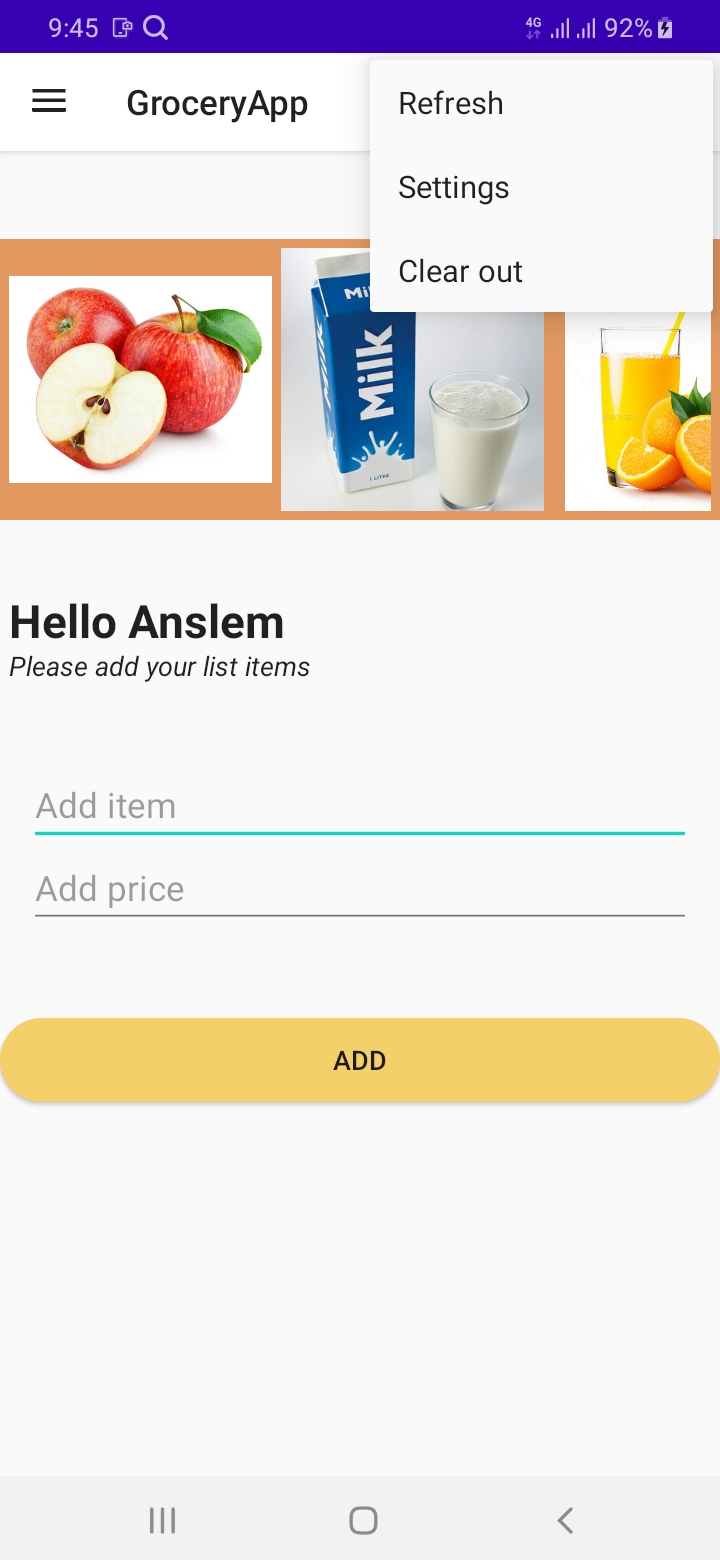 9:45
4G
92%
GroceryApp
Refresh
Settings
Clear out
Milk
1 LITRE
Hello Anslem
Please add your list items
Add item
Add price
ADD